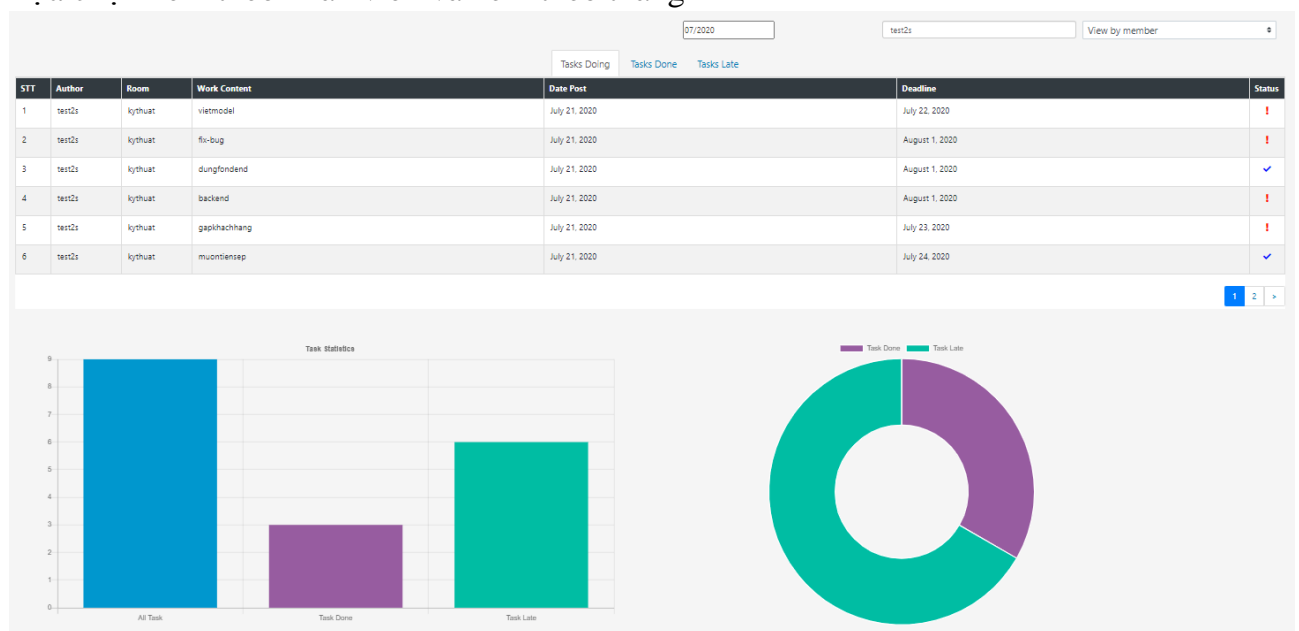 07/2020 test2s View by member
Tasks Doing Tasks Done Tasks Late
STT Author Room Work Content Date Post Deadline Status
1 test2s kythuat vietmodel July 21, 2020 July 22, 2020 !
2 test2s kythuat fix-bug July 21, 2020 August 1, 2020 !
3 test2s kythuat dungfondend July 21, 2020 August 1, 2020
4 test2s kythuat backend July 21, 2020 August 1, 2020 !
5 test2s kythuat gapkhachhang July 21, 2020 July 23, 2020 !
6 test2s kythuat muontiensep July 21, 2020 July 24, 2020
1 2 »
Task Statistics
9
8
7
6
5
4
3
2
1
0
All Task Task Done Task Late
Task Done Task Late